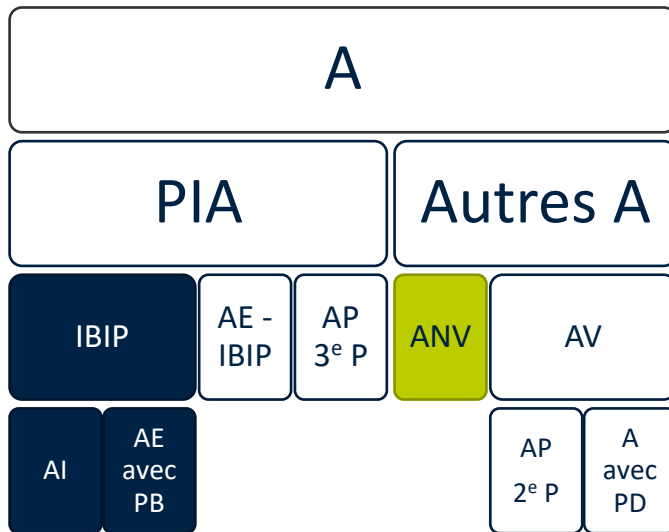 A
PIA
Autres A
IBIP
AE -
IBIP
AP
3e P
ANV
AV
AI
AE
avec
PB
AP
2e P
A
avec
PD